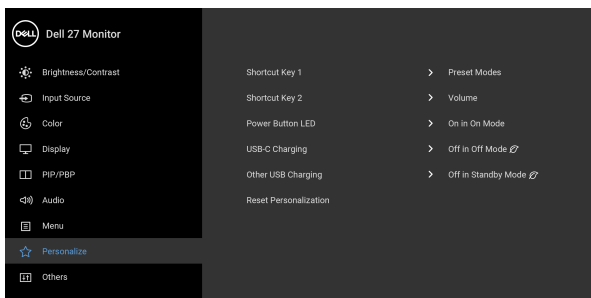 DELL Dell 27 Monitor
Brightness/Contrast
Input Source
Color
Display
PIP/PBP
Audio
Menu
Personalize
Others
Shortcut Key 1 > Preset Modes
Shortcut Key 2 > Volume
Power Button LED > On in On Mode
USB-C Charging > Off in Off Mode
Other USB Charging > Off in Standby Mode
Reset Personalization